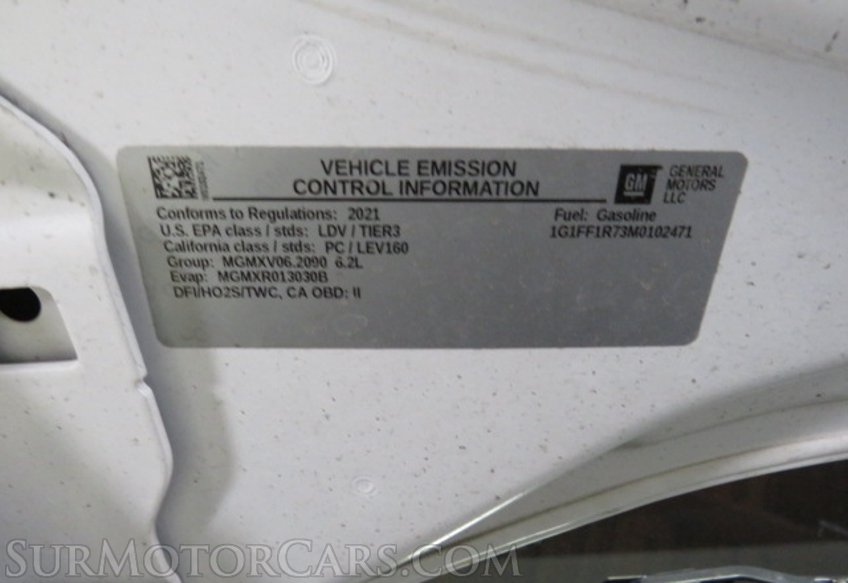 VEHICLE EMISSION
CONTROL INFORMATION
GM
GENERAL
MOTORS
LLC
Conforms to Regulations: 2021
U.S. EPA class / stds: LDV / TIER3
California class / stds: PC / LEV160
Group: MGMXV06.2090 6.2L
Evap: MGMXR013030B
DFI/HO2S/TWC, CA OBD: II
Fuel: Gasoline
1G1FF1R73M0102471
SurMotorCars.com